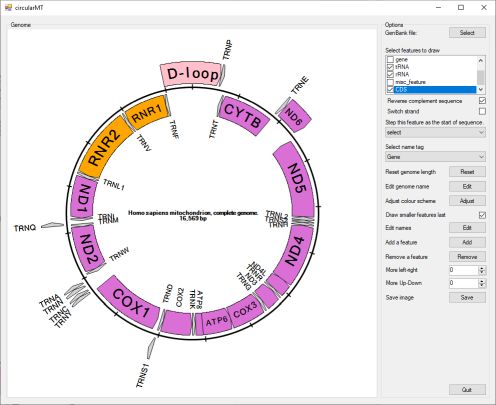 circularMT
Genome
D-loop
TRNP
TRNE
CYTB
TRNT
ND6
RNR1
TRNF
TRNV
RNR2
TRNL1
ND1
TRNI
TRNM
TRNQ
ND2
TRNW
TRNA
TRNN
TRNC
TRNY
COX1
TRNS1
TRND
COX2
TRNK
ATP8
ATP6
COX3
TRNG
ND3
TRNR
ND4L
ND4
TRNH
TRNS2
TRNL2
ND5
Homo sapiens mitochondrion, complete genome.
16,569 bp
Options
GenBank file: Select
Select features to draw
gene
tRNA
rRNA
misc_feature
CDS
Reverse complement sequence
Switch strand
Step this feature as the start of sequence.
select
Select name tag
Gene
Reset genome length Reset
Edit genome name Edit
Adjust colour scheme Adjust
Draw smaller features last
Edit names Edit
Add a feature Add
Remove a feature Remove
More left-right 0
More Up-Down 0
Save image Save
Quit